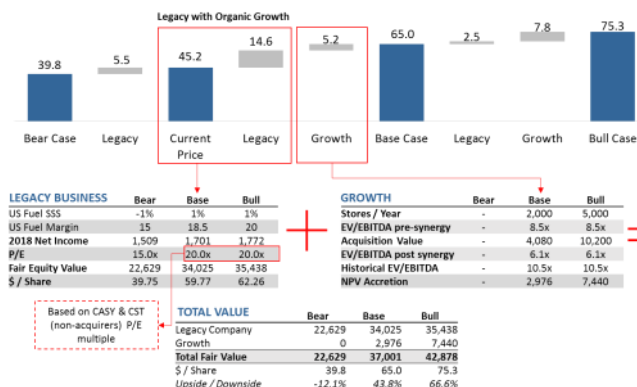 Legacy with Organic Growth
39.8 5.5 45.2 14.6 5.2 65.0 2.5 7.8 75.3
Bear Case Legacy Current Price Legacy Growth Base Case Legacy Growth Bull Case
LEGACY BUSINESS Bear Base Bull
US Fuel SSS -1% 1% 1%
US Fuel Margin 15 18.5 20
2018 Net Income 1,509 1,701 1,772
P/E 15.0x 20.0x 20.0x
Fair Equity Value 22,629 34,025 35,438
$ / Share 39.75 59.77 62.26
+
GROWTH Bear Base Bull
Stores / Year - 2,000 5,000
EV/EBITDA pre-synergy - 8.5x 8.5x
Acquisition Value - 4,080 10,200
EV/EBITDA post synergy - 6.1x 6.1x
Historical EV/EBITDA - 10.5x 10.5x
NPV Accretion - 2,976 7,440
=
Based on CASY & CST
(non-acquirers) P/E
multiple
TOTAL VALUE Bear Base Bull
Legacy Company 22,629 34,025 35,438
Growth 0 2,976 7,440
Total Fair Value 22,629 37,001 42,878
$ / Share 39.8 65.0 75.3
Upside / Downside -12.1% 43.8% 66.6%